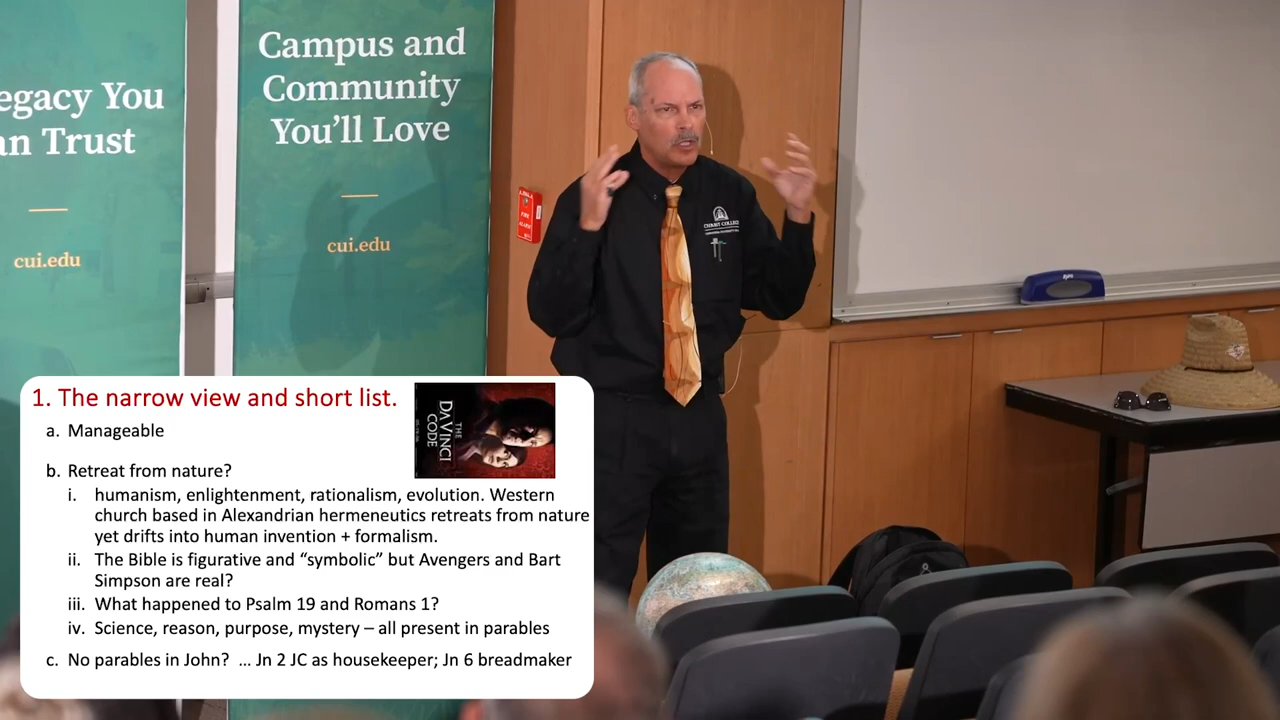 egacy You
an Trust
cui.edu
Campus and
Community
You'll Love
cui.edu
FIRE
CHRIST COLLEGE
1. The narrow view and short list.
a. Manageable
b. Retreat from nature?
i. humanism, enlightenment, rationalism, evolution. Western
church based in Alexandrian hermeneutics retreats from nature
yet drifts into human invention + formalism.
ii. The Bible is figurative and “symbolic” but Avengers and Bart
Simpson are real?
iii. What happened to Psalm 19 and Romans 1?
iv. Science, reason, purpose, mystery – all present in parables
c. No parables in John? ... Jn 2 JC as housekeeper; Jn 6 breadmaker
THE
DA VINCI
CODE